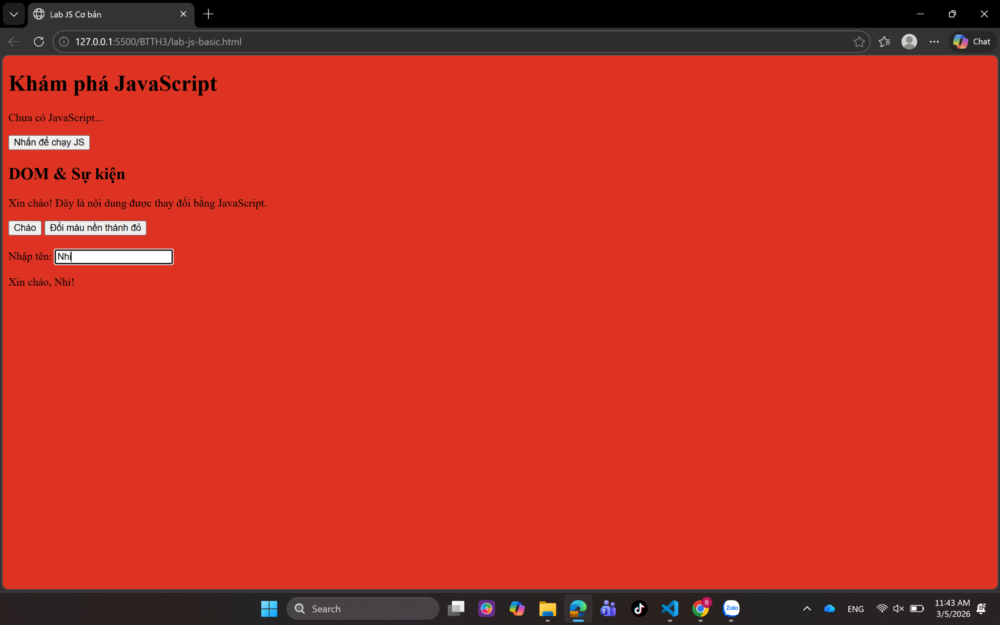 Lab JS Cơ bản
127.0.0.1:5500/BTTH3/lab-js-basic.html
Chat
Khám phá JavaScript
Chưa có JavaScript...
Nhấn để chạy JS
DOM & Sự kiện
Xin chào! Đây là nội dung được thay đổi bằng JavaScript.
Chào Đổi màu nền thành đỏ
Nhập tên: Nhi
Xin chào, Nhi!
Search
T
Zalo
B
ENG
11:43 AM
3/5/2026